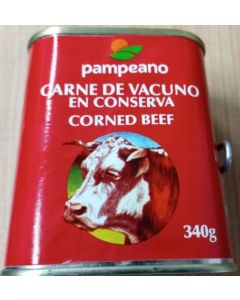 pampeano
CARNE DE VACUNO
EN CONSERVA
CORNED BEEF
340g